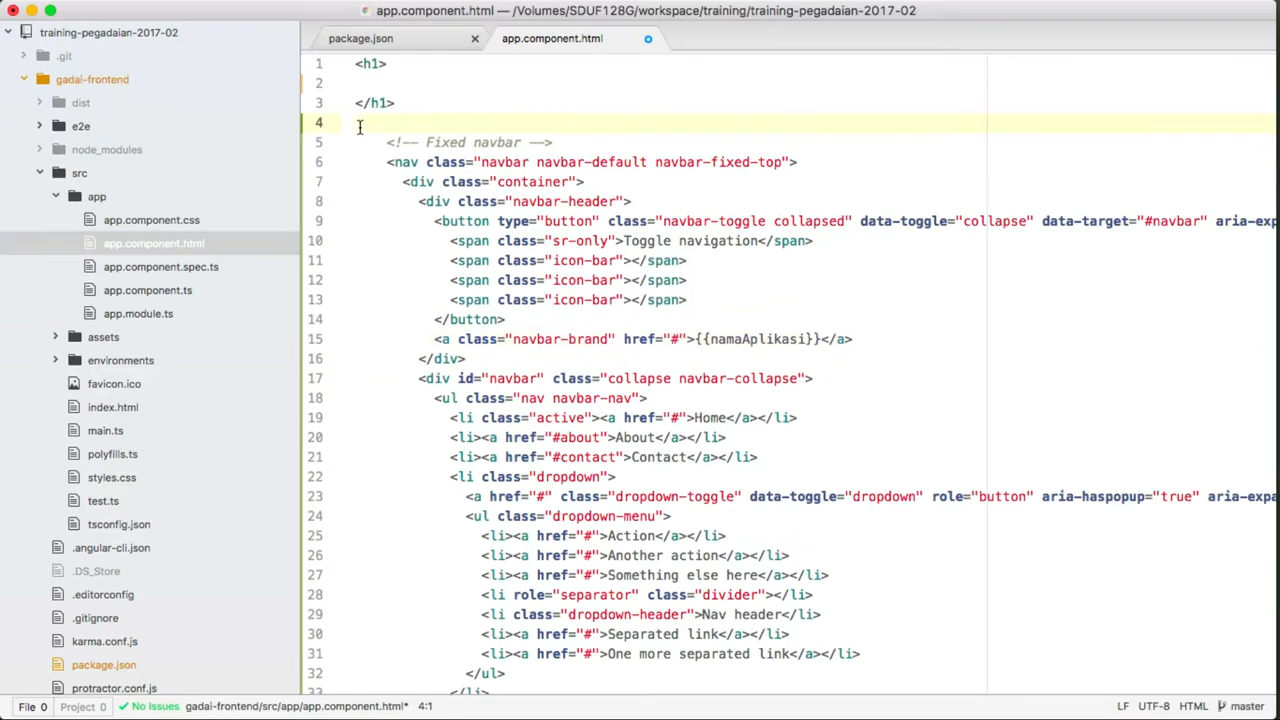 app.component.html — /Volumes/SDUF128G/workspace/training/training-pegadaian-2017-02
training-pegadaian-2017-02
.git
gadai-frontend
dist
e2e
node_modules
src
app
app.component.css
app.component.html
app.component.spec.ts
app.component.ts
app.module.ts
assets
environments
favicon.ico
index.html
main.ts
polyfills.ts
styles.css
test.ts
tsconfig.json
.angular-cli.json
.DS_Store
.editorconfig
.gitignore
karma.conf.js
package.json
protractor.conf.js
package.json
app.component.html
1 <h1>
2
3 </h1>
4
5 <!-- Fixed navbar -->
6 <nav class="navbar navbar-default navbar-fixed-top">
7 <div class="container">
8 <div class="navbar-header">
9 <button type="button" class="navbar-toggle collapsed" data-toggle="collapse" data-target="#navbar" aria-exp
10 <span class="sr-only">Toggle navigation</span>
11 <span class="icon-bar"></span>
12 <span class="icon-bar"></span>
13 <span class="icon-bar"></span>
14 </button>
15 <a class="navbar-brand" href="#">{{namaAplikasi}}</a>
16 </div>
17 <div id="navbar" class="collapse navbar-collapse">
18 <ul class="nav navbar-nav">
19 <li class="active"><a href="#">Home</a></li>
20 <li><a href="#about">About</a></li>
21 <li><a href="#contact">Contact</a></li>
22 <li class="dropdown">
23 <a href="#" class="dropdown-toggle" data-toggle="dropdown" role="button" aria-haspopup="true" aria-expa
24 <ul class="dropdown-menu">
25 <li><a href="#">Action</a></li>
26 <li><a href="#">Another action</a></li>
27 <li><a href="#">Something else here</a></li>
28 <li role="separator" class="divider"></li>
29 <li class="dropdown-header">Nav header</li>
30 <li><a href="#">Separated link</a></li>
31 <li><a href="#">One more separated link</a></li>
32 </ul>
33 </li>
File 0 Project 0 No Issues gadai-frontend/src/app/app.component.html* 4:1 LF UTF-8 HTML master